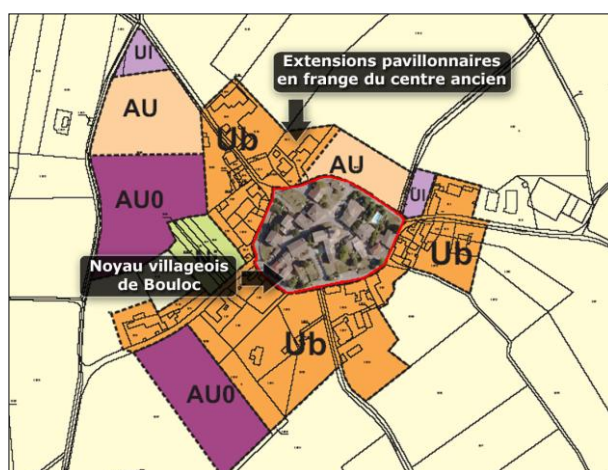 UI
Extensions pavillonnaires
en frange du centre ancien
AU
Ub
AU
AU0
UI
Ub
Noyau villageois
de Bouloc
Ub
AU0